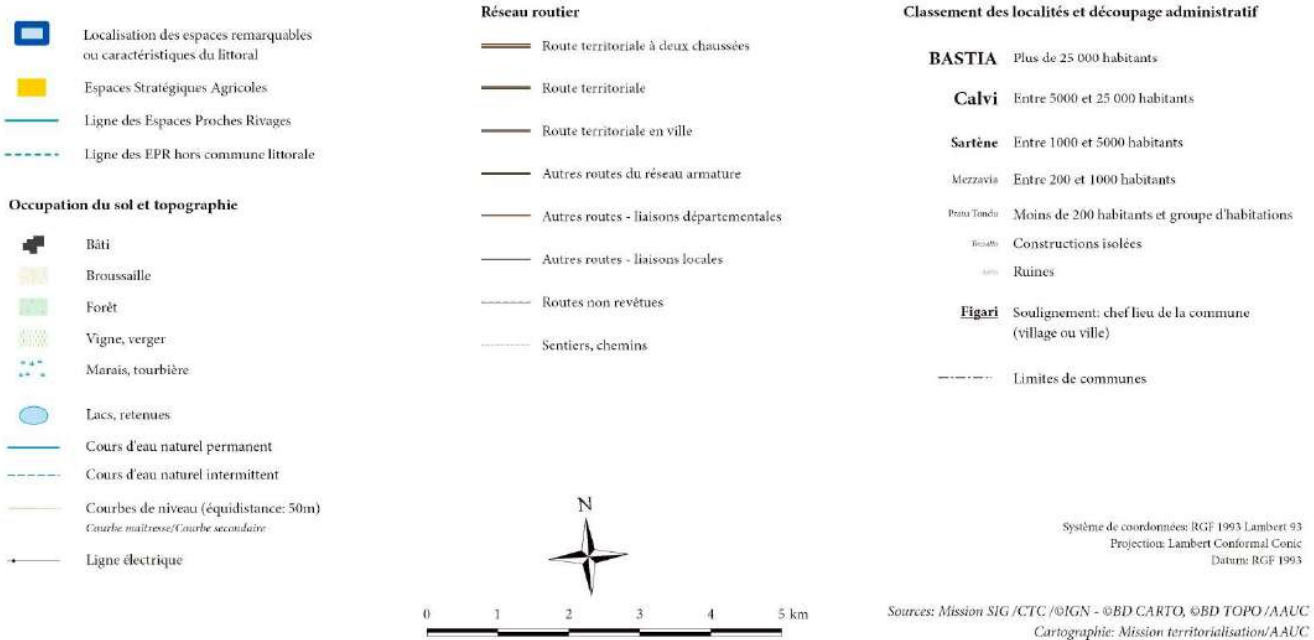 Localisation des espaces remarquables
ou caractéristiques du littoral
Espaces Stratégiques Agricoles
Ligne des Espaces Proches Rivages
Ligne des EPR hors commune littorale
Occupation du sol et topographie
Bâti
Broussaille
Forêt
Vigne, verger
Marais, tourbière
Lacs, retenues
Cours d'eau naturel permanent
Cours d'eau naturel intermittent
Courbes de niveau (équidistance: 50m)
Courbe maitresse/Courbe secondaire
Ligne électrique
Réseau routier
Route territoriale à deux chaussées
Route territoriale
Route territoriale en ville
Autres routes du réseau armature
Autres routes - liaisons départementales
Autres routes - liaisons locales
Routes non revêtues
Sentiers, chemins
N
0 1 2 3 4 5 km
Classement des localités et découpage administratif
BASTIA Plus de 25 000 habitants
Calvi Entre 5000 et 25 000 habitants
Sartène Entre 1000 et 5000 habitants
Mezzavia Entre 200 et 1000 habitants
Pratu Tondu Moins de 200 habitants et groupe d'habitations
Constructions isolées
Ruines
Figari Soulignement: chef lieu de la commune
(village ou ville)
Limites de communes
Système de coordonnées: RGF 1993 Lambert 93
Projection: Lambert Conformal Conic
Datum: RGF 1993
Sources: Mission SIG /CTC /©IGN - ©BD CARTO, ©BD TOPO /AAUC
Cartographie: Mission territorialisation/AAUC